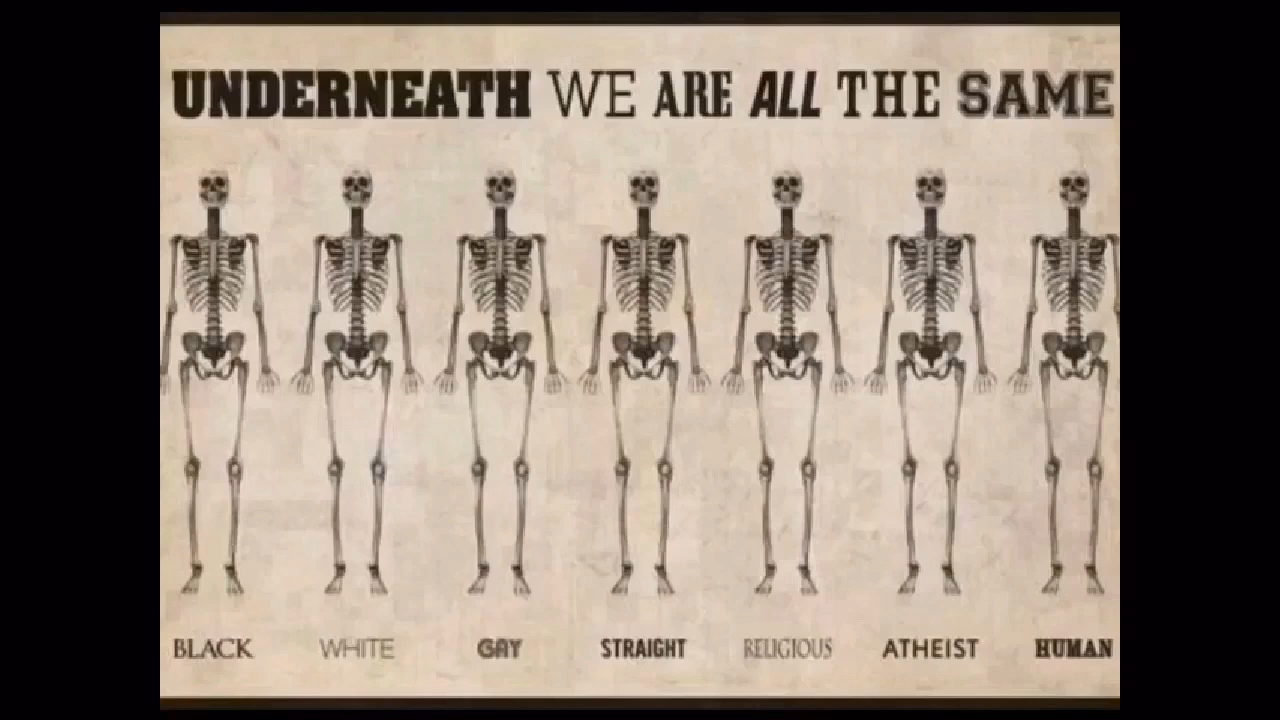 UNDERNEATH WE ARE ALL THE SAME
BLACK WHITE GAY STRAIGHT RELIGIOUS ATHEIST HUMAN